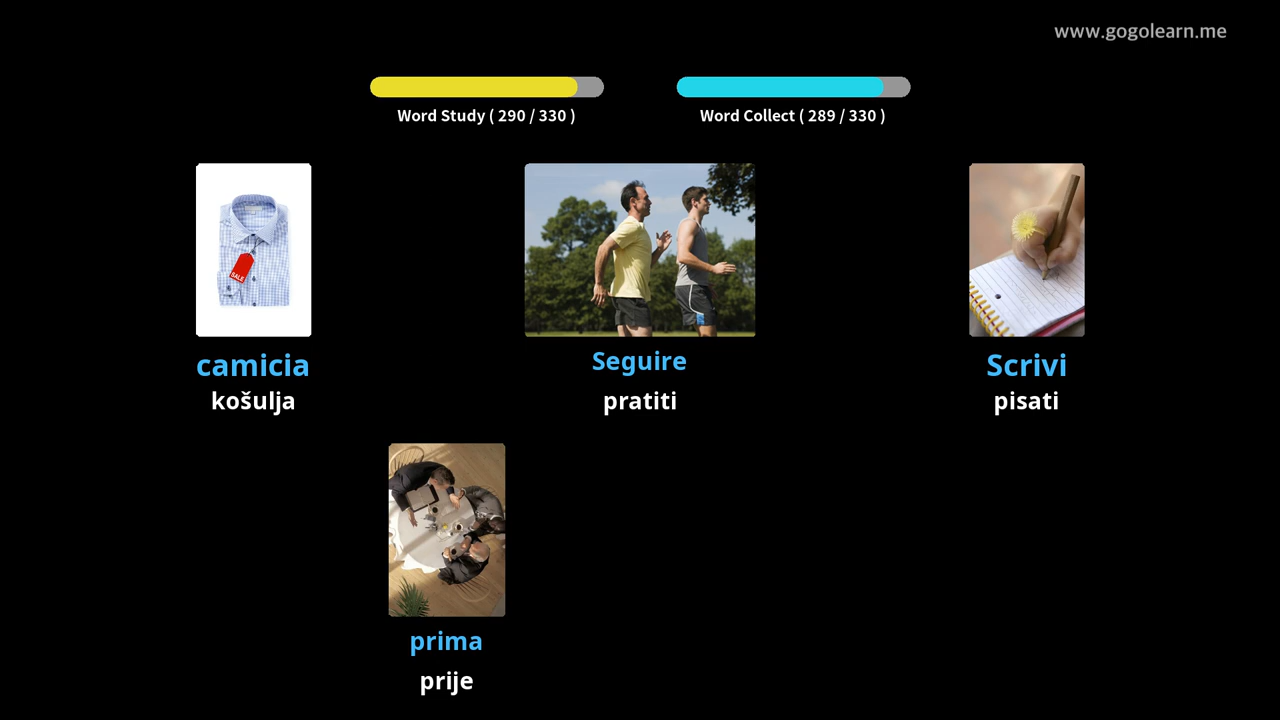 www.gogolearn.me
Word Study ( 290 / 330 )
Word Collect ( 289 / 330 )
SALE
camicia
košulja
Seguire
pratiti
Scrivi
pisati
prima
prije